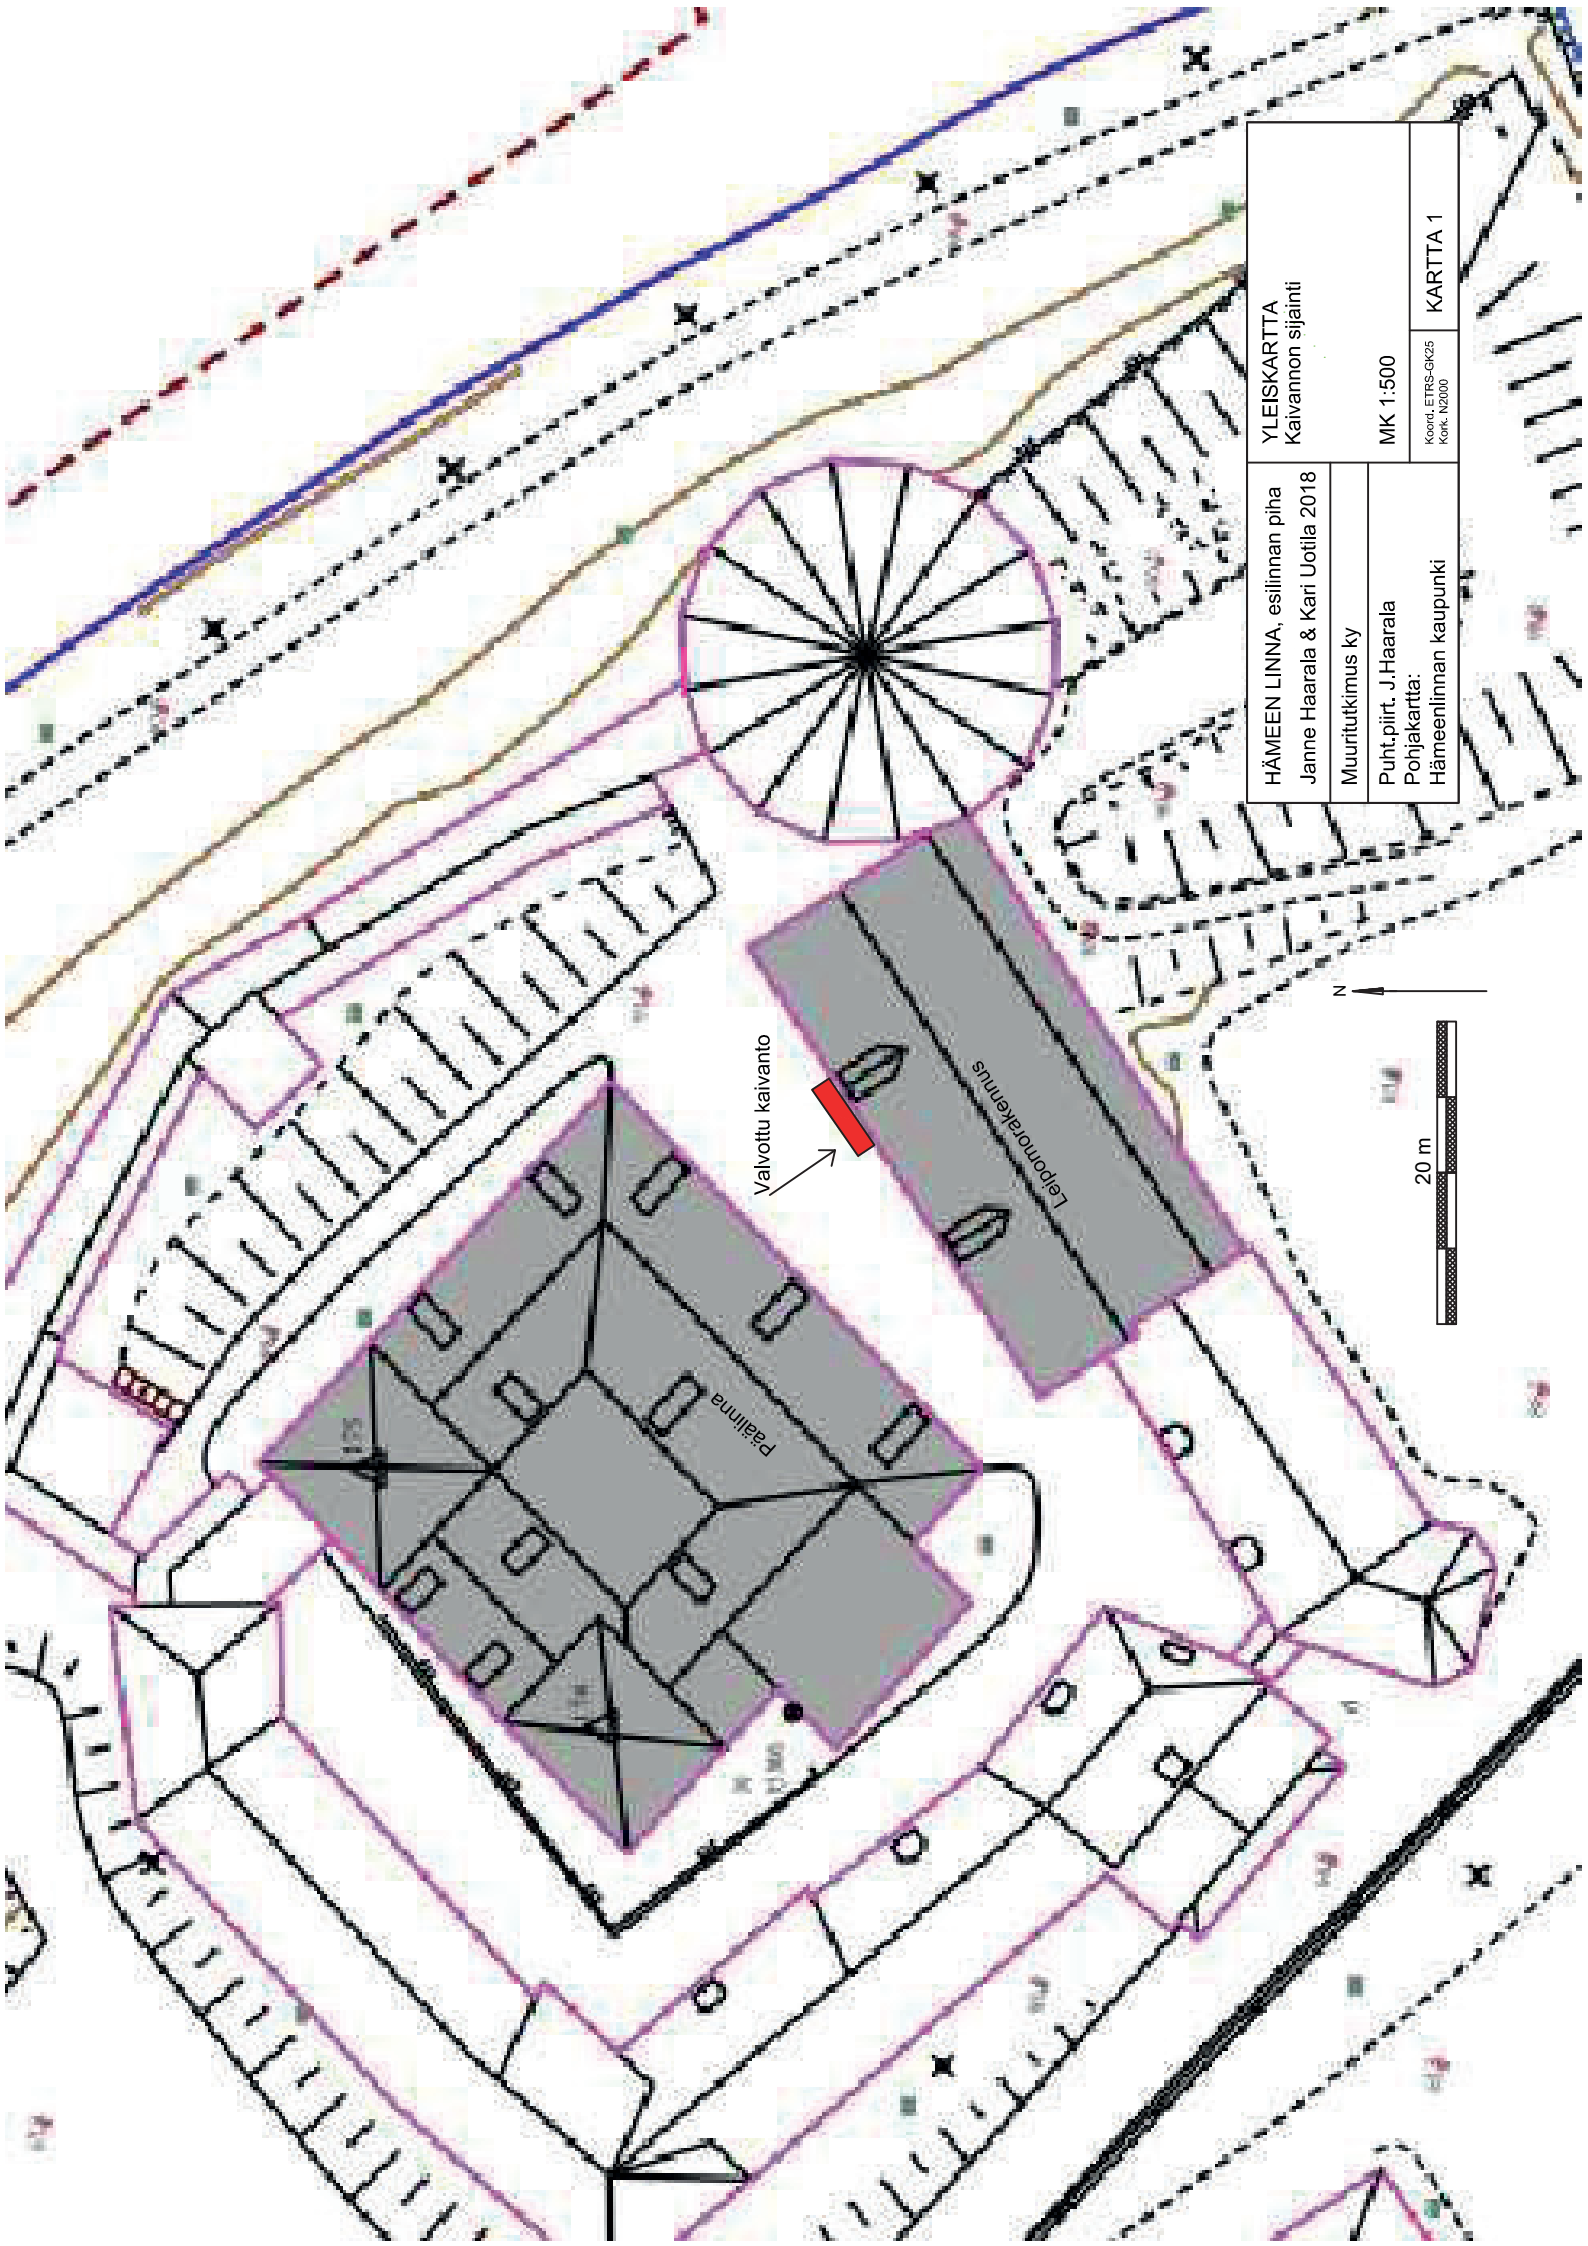 Valvottu kaivanto
Leipomorakennus
Päälinna
N
20 m
HÄMEEN LINNA, esilinnan piha
Janne Haarala & Kari Uotila 2018
Muuritutkimus ky
Puht.piirt. J.Haarala
Pohjakartta:
Hämeenlinnan kaupunki
YLEISKARTTA
Kaivannon sijainti
MK 1:500
Koord. ETRS-GK25
Kork. N2000
KARTTA 1